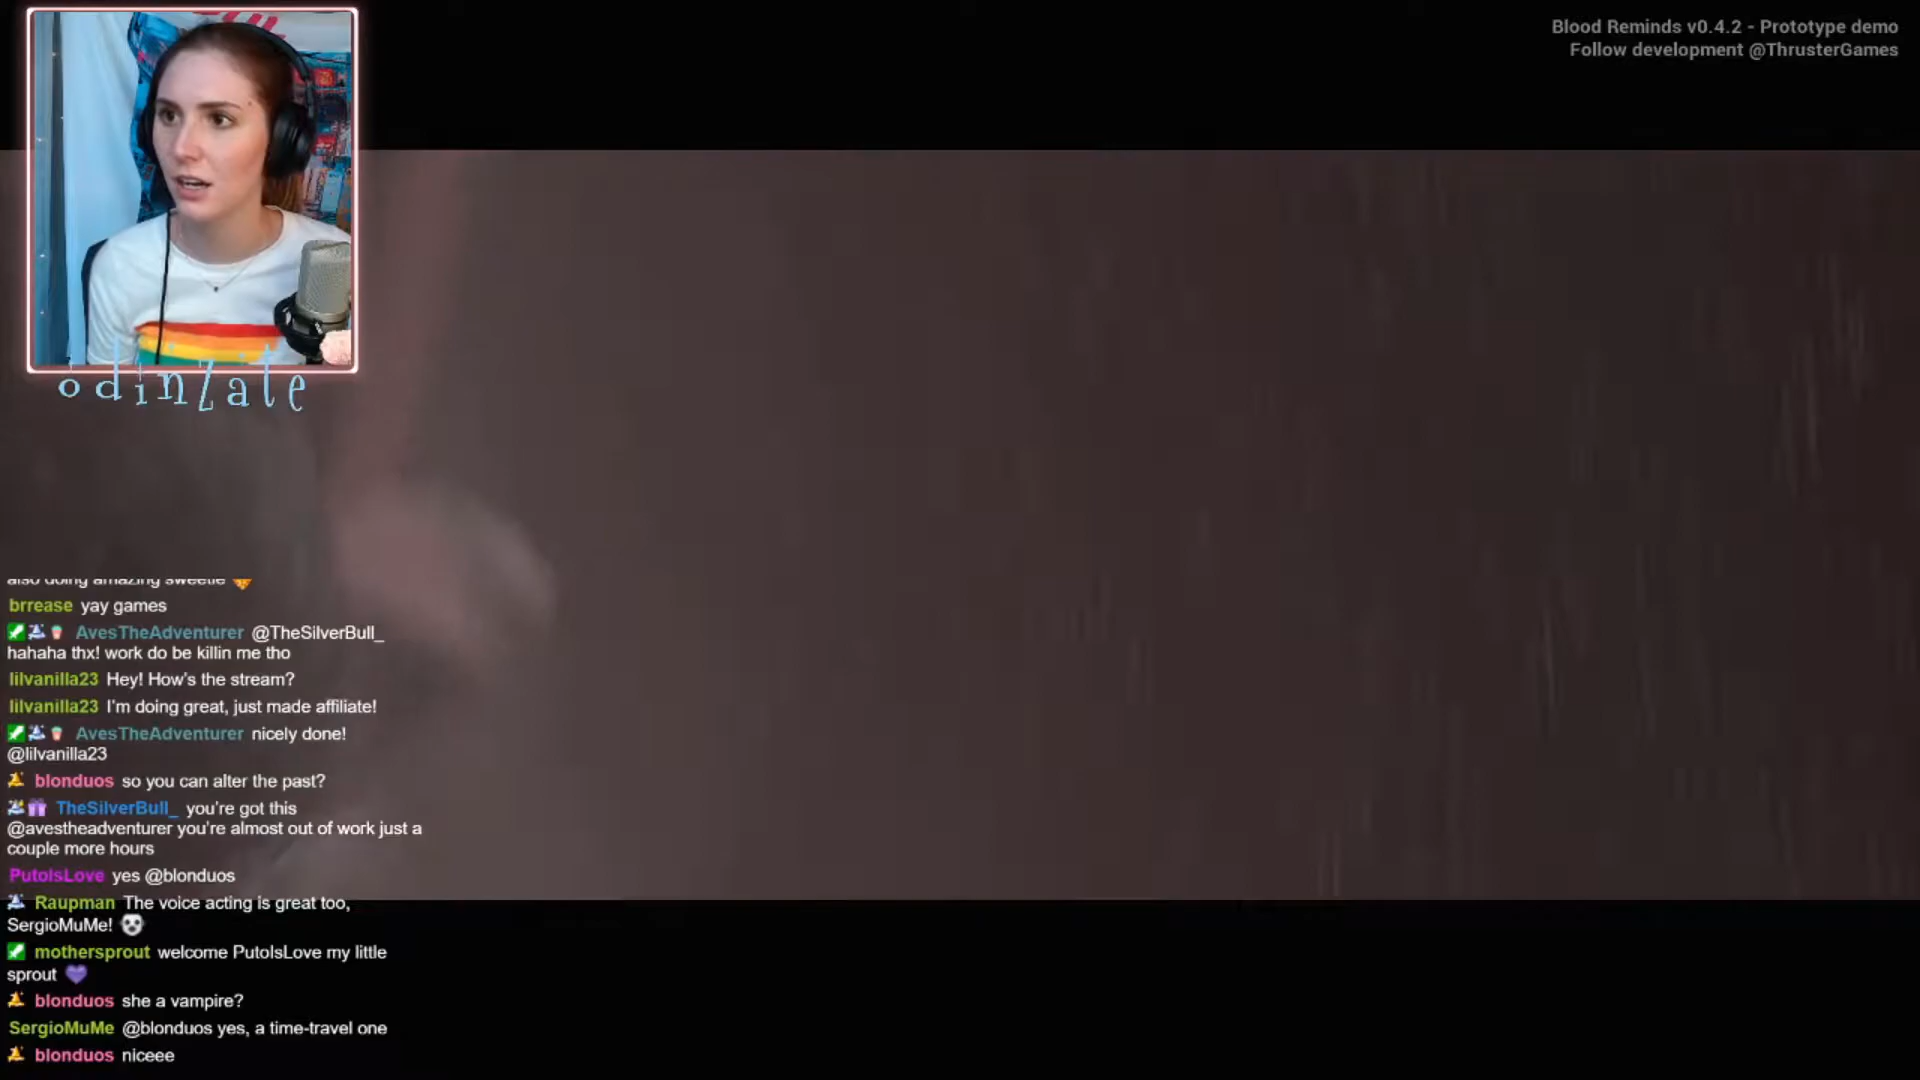 Blood Reminds v0.4.2 - Prototype demo
Follow development @ThrusterGames
odinzate
also doing amazing sweetie
brrease yay games
AvesTheAdventurer @TheSilverBull_
hahaha thx! work do be killin me tho
lilvanilla23 Hey! How's the stream?
lilvanilla23 I'm doing great, just made affiliate!
AvesTheAdventurer nicely done!
@lilvanilla23
blonduos so you can alter the past?
TheSilverBull_ you're got this
@avestheadventurer you're almost out of work just a
couple more hours
PutoIsLove yes @blonduos
Raupman The voice acting is great too,
SergioMuMe!
mothersprout welcome PutoIsLove my little
sprout
blonduos she a vampire?
SergioMuMe @blonduos yes, a time-travel one
blonduos niceee